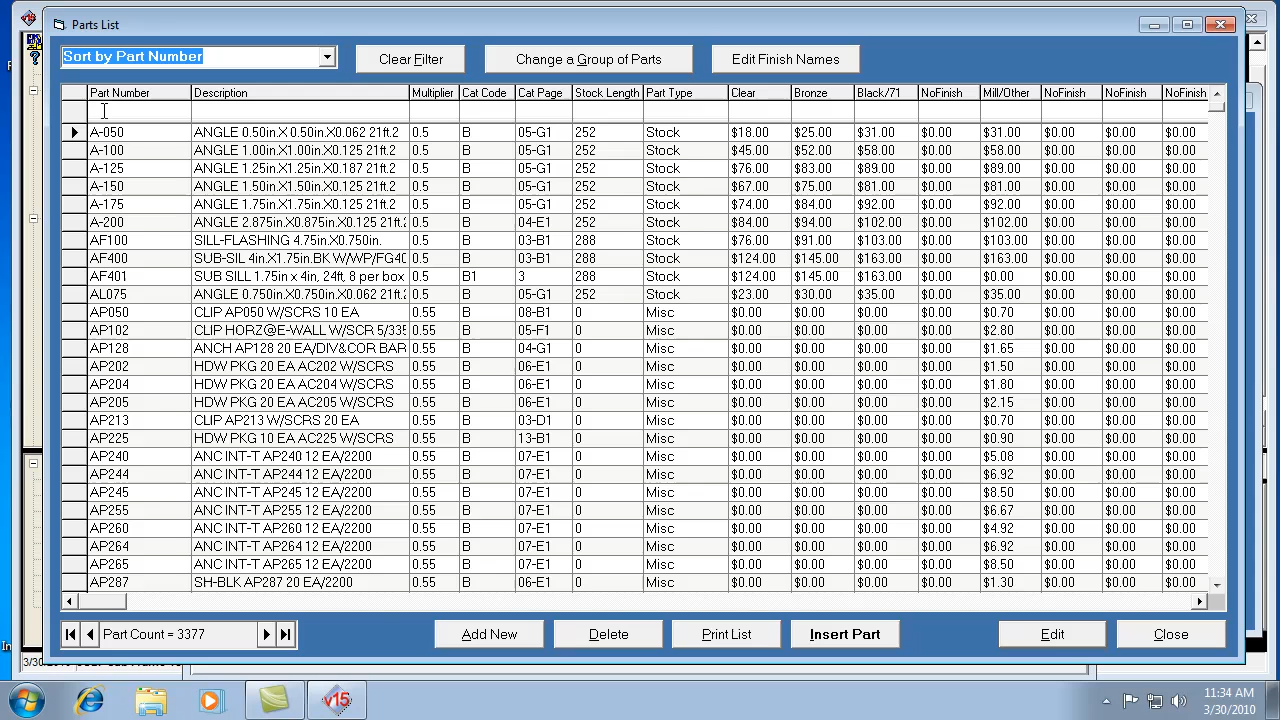 Parts List
Sort by Part Number Clear Filter Change a Group of Parts Edit Finish Names
Part Number Description Multiplier Cat Code Cat Page Stock Length Part Type Clear Bronze Black/71 NoFinish Mill/Other NoFinish NoFinish NoFinish
A-050 ANGLE 0.50in.X 0.50in.X0.062 21ft.2 0.5 B 05-G1 252 Stock $18.00 $25.00 $31.00 $0.00 $31.00 $0.00 $0.00 $0.00
A-100 ANGLE 1.00in.X1.00in.X0.125 21ft.2 0.5 B 05-G1 252 Stock $45.00 $52.00 $58.00 $0.00 $58.00 $0.00 $0.00 $0.00
A-125 ANGLE 1.25in.X1.25in.X0.187 21ft.2 0.5 B 05-G1 252 Stock $76.00 $83.00 $89.00 $0.00 $89.00 $0.00 $0.00 $0.00
A-150 ANGLE 1.50in.X1.50in.X0.125 21ft.2 0.5 B 05-G1 252 Stock $67.00 $75.00 $81.00 $0.00 $81.00 $0.00 $0.00 $0.00
A-175 ANGLE 1.75in.X1.75in.X0.125 21ft.2 0.5 B 05-G1 252 Stock $74.00 $84.00 $92.00 $0.00 $92.00 $0.00 $0.00 $0.00
A-200 ANGLE 2.875in.X0.875in.X0.125 21ft.2 0.5 B 04-E1 252 Stock $84.00 $94.00 $102.00 $0.00 $102.00 $0.00 $0.00 $0.00
AF100 SILL-FLASHING 4.75in.X0.750in. 0.5 B 03-B1 288 Stock $76.00 $91.00 $103.00 $0.00 $103.00 $0.00 $0.00 $0.00
AF400 SUB-SIL 4in.X1.75in.BK W/WP/FG40 0.5 B 03-B1 288 Stock $124.00 $145.00 $163.00 $0.00 $163.00 $0.00 $0.00 $0.00
AF401 SUB SILL 1.75in x 4in, 24ft. 8 per box 0.5 B1 3 288 Stock $124.00 $145.00 $163.00 $0.00 $0.00 $0.00 $0.00 $0.00
AL075 ANGLE 0.750in.X0.750in.X0.062 21ft.2 0.5 B 05-G1 252 Stock $23.00 $30.00 $35.00 $0.00 $35.00 $0.00 $0.00 $0.00
AP050 CLIP AP050 W/SCRS 10 EA 0.55 B 08-B1 0 Misc $0.00 $0.00 $0.00 $0.00 $0.70 $0.00 $0.00 $0.00
AP102 CLIP HORZ@E-WALL W/SCR 5/335 0.55 B 05-F1 0 Misc $0.00 $0.00 $0.00 $0.00 $2.80 $0.00 $0.00 $0.00
AP128 ANCH AP128 20 EA/DIV&COR BAR 0.55 B 04-G1 0 Misc $0.00 $0.00 $0.00 $0.00 $1.65 $0.00 $0.00 $0.00
AP202 HDW PKG 20 EA AC202 W/SCRS 0.55 B 06-E1 0 Misc $0.00 $0.00 $0.00 $0.00 $1.50 $0.00 $0.00 $0.00
AP204 HDW PKG 20 EA AC204 W/SCRS 0.55 B 06-E1 0 Misc $0.00 $0.00 $0.00 $0.00 $1.80 $0.00 $0.00 $0.00
AP205 HDW PKG 20 EA AC205 W/SCRS 0.55 B 06-E1 0 Misc $0.00 $0.00 $0.00 $0.00 $2.15 $0.00 $0.00 $0.00
AP213 CLIP AP213 W/SCRS 20 EA 0.55 B 03-D1 0 Misc $0.00 $0.00 $0.00 $0.00 $0.70 $0.00 $0.00 $0.00
AP225 HDW PKG 10 EA AC225 W/SCRS 0.55 B 13-B1 0 Misc $0.00 $0.00 $0.00 $0.00 $0.90 $0.00 $0.00 $0.00
AP240 ANC INT-T AP240 12 EA/2200 0.55 B 07-E1 0 Misc $0.00 $0.00 $0.00 $0.00 $5.08 $0.00 $0.00 $0.00
AP244 ANC INT-T AP244 12 EA/2200 0.55 B 07-E1 0 Misc $0.00 $0.00 $0.00 $0.00 $6.92 $0.00 $0.00 $0.00
AP245 ANC INT-T AP245 12 EA/2200 0.55 B 07-E1 0 Misc $0.00 $0.00 $0.00 $0.00 $8.50 $0.00 $0.00 $0.00
AP255 ANC INT-T AP255 12 EA/2200 0.55 B 07-E1 0 Misc $0.00 $0.00 $0.00 $0.00 $6.67 $0.00 $0.00 $0.00
AP260 ANC INT-T AP260 12 EA/2200 0.55 B 07-E1 0 Misc $0.00 $0.00 $0.00 $0.00 $4.92 $0.00 $0.00 $0.00
AP264 ANC INT-T AP264 12 EA/2200 0.55 B 07-E1 0 Misc $0.00 $0.00 $0.00 $0.00 $6.92 $0.00 $0.00 $0.00
AP265 ANC INT-T AP265 12 EA/2200 0.55 B 07-E1 0 Misc $0.00 $0.00 $0.00 $0.00 $8.50 $0.00 $0.00 $0.00
AP287 SH-BLK AP287 20 EA/2200 0.55 B 06-E1 0 Misc $0.00 $0.00 $0.00 $0.00 $1.30 $0.00 $0.00 $0.00
Part Count = 3377 Add New Delete Print List Insert Part Edit Close
v15 11:34 AM
3/30/2010